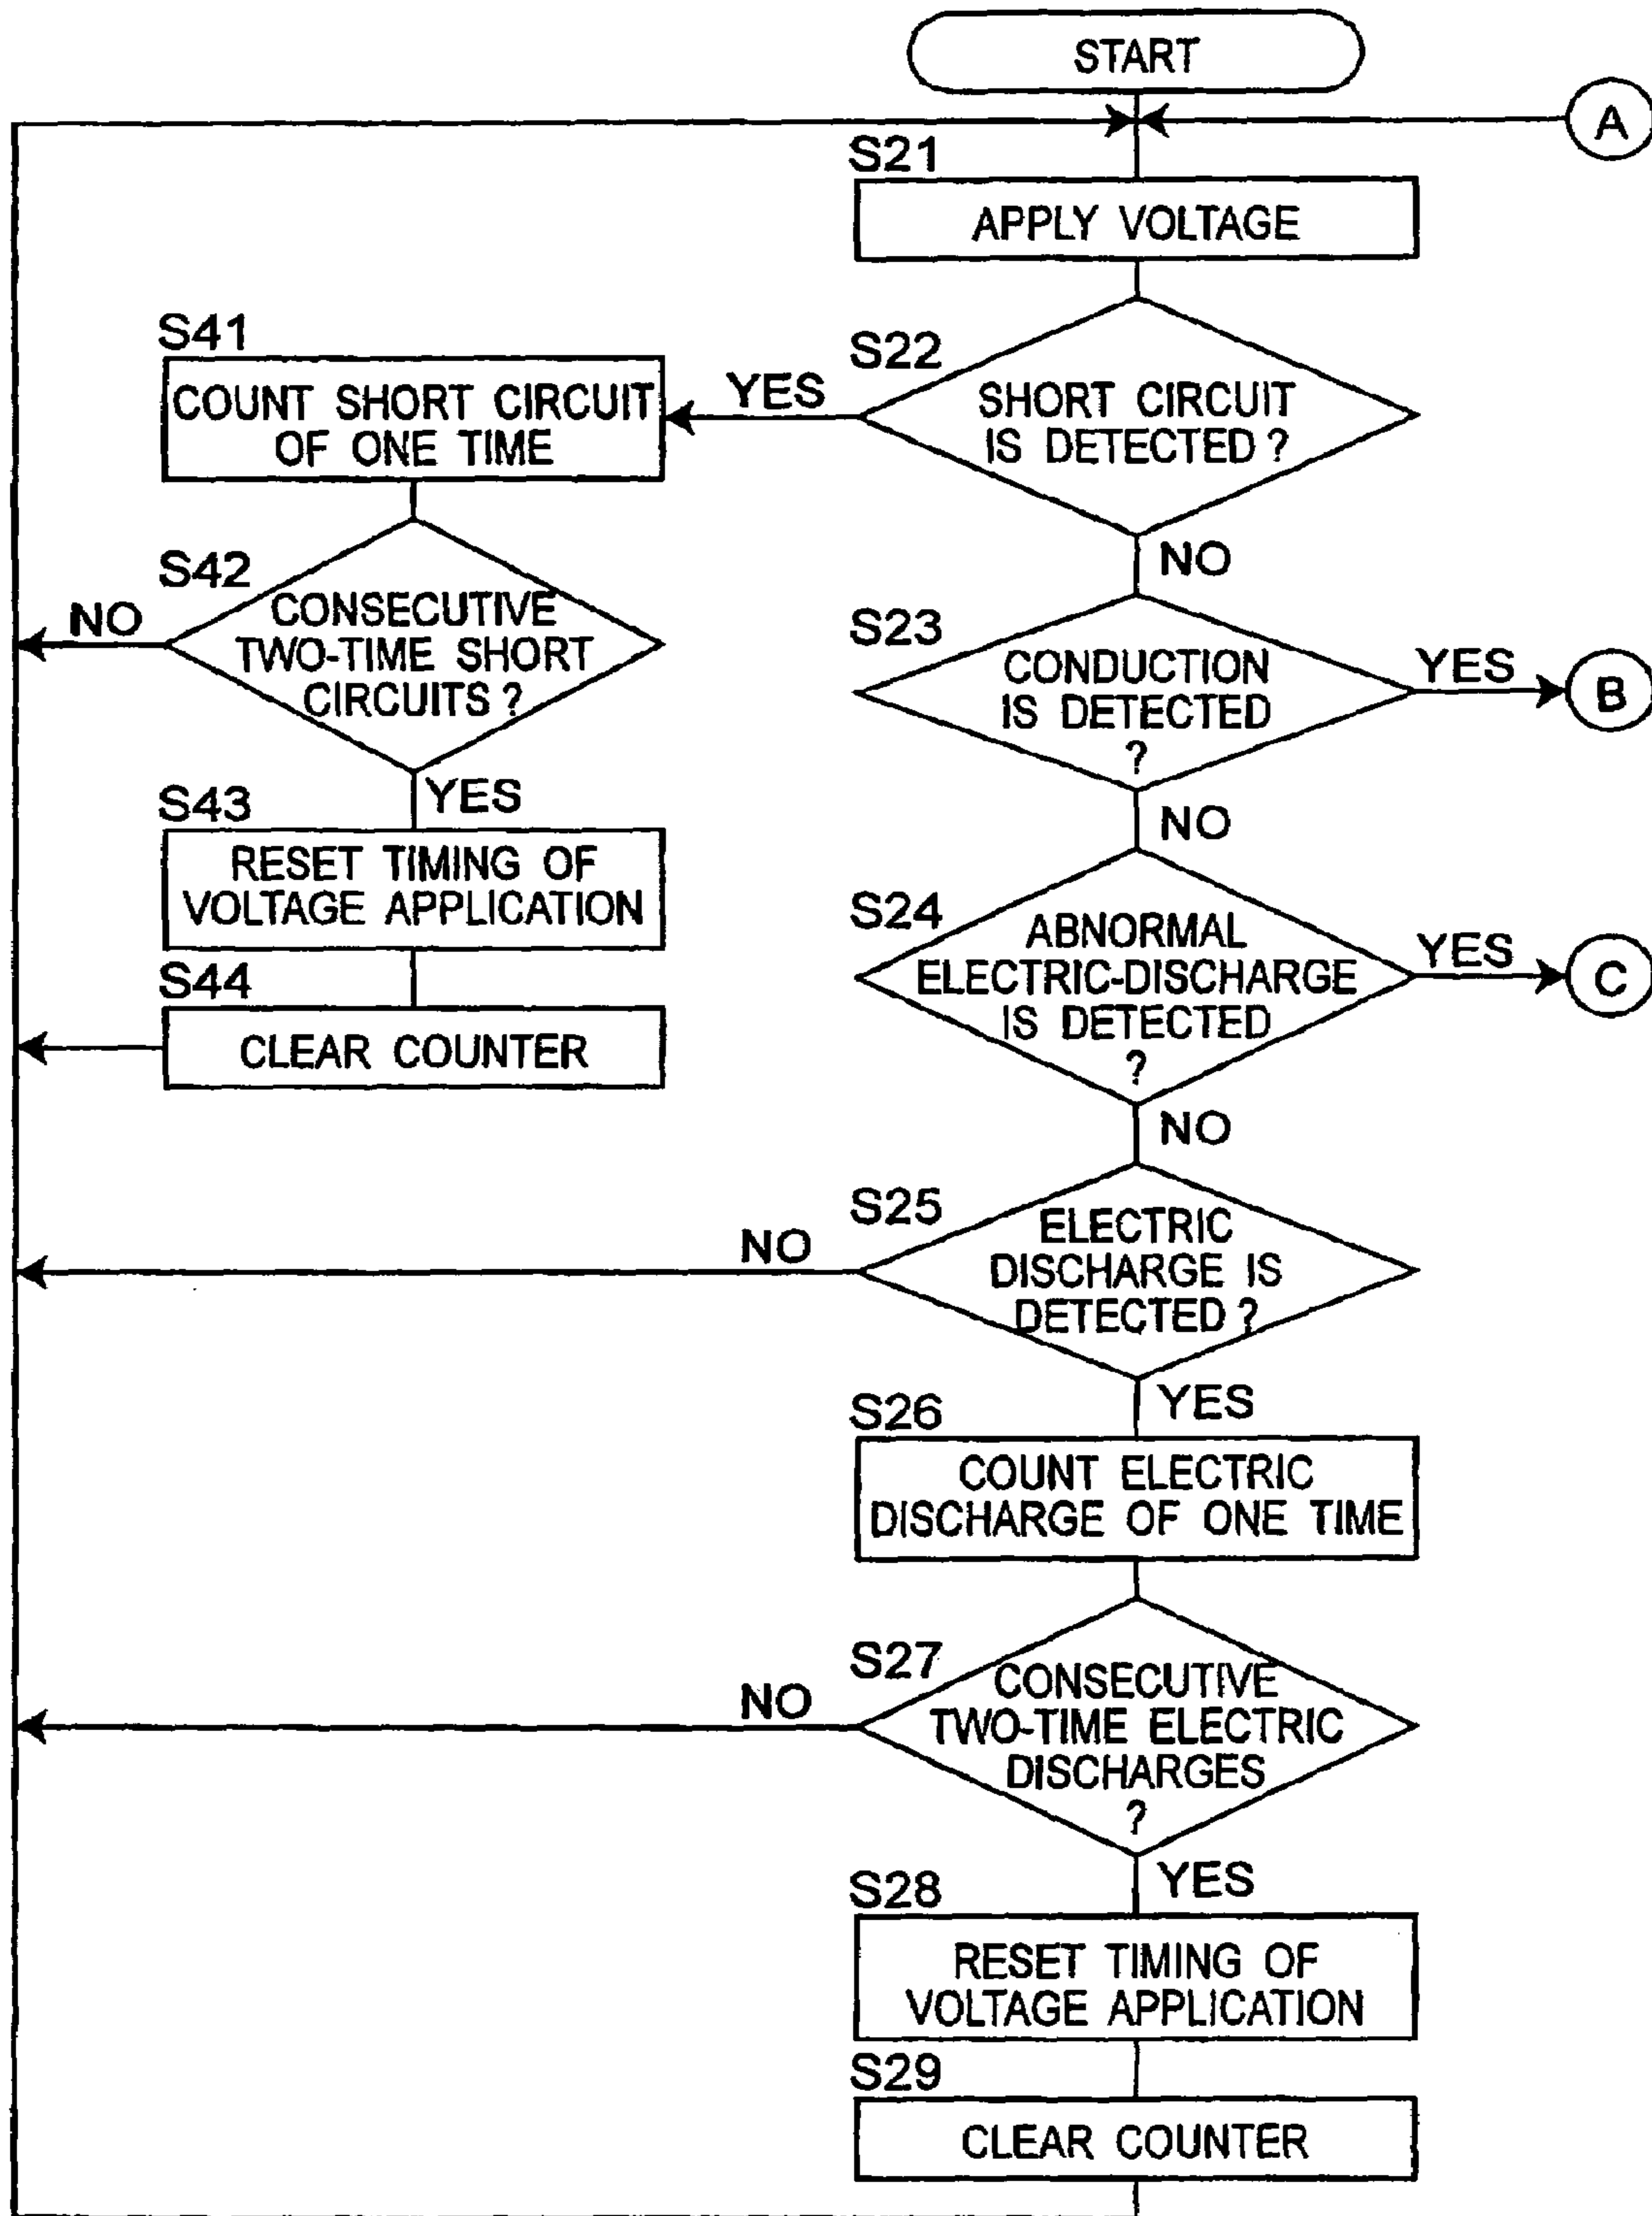 START
A
S21
APPLY VOLTAGE
S22
SHORT CIRCUIT
IS DETECTED ?
YES
NO
S41
COUNT SHORT CIRCUIT
OF ONE TIME
S42
CONSECUTIVE
TWO-TIME SHORT
CIRCUITS ?
NO
YES
S43
RESET TIMING OF
VOLTAGE APPLICATION
S44
CLEAR COUNTER
S23
CONDUCTION
IS DETECTED
?
YES
B
NO
S24
ABNORMAL
ELECTRIC-DISCHARGE
IS DETECTED
?
YES
C
NO
S25
ELECTRIC
DISCHARGE IS
DETECTED ?
NO
YES
S26
COUNT ELECTRIC
DISCHARGE OF ONE TIME
S27
CONSECUTIVE
TWO-TIME ELECTRIC
DISCHARGES
?
NO
YES
S28
RESET TIMING OF
VOLTAGE APPLICATION
S29
CLEAR COUNTER